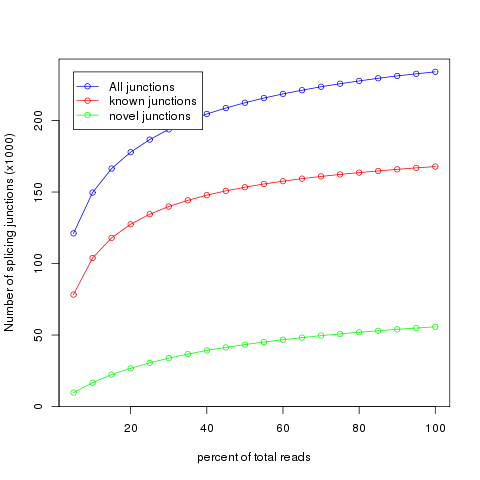 All junctions
known junctions
novel junctions
Number of splicing junctions (x1000)
200
150
100
50
0
20 40 60 80 100
percent of total reads